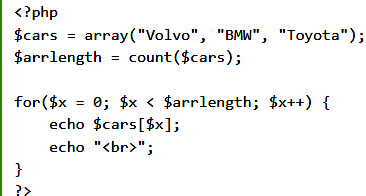 <?php
$cars = array("Volvo", "BMW", "Toyota");
$arrlength = count($cars);

for($x = 0; $x < $arrlength; $x++) {
    echo $cars[$x];
    echo "<br>";
}
?>